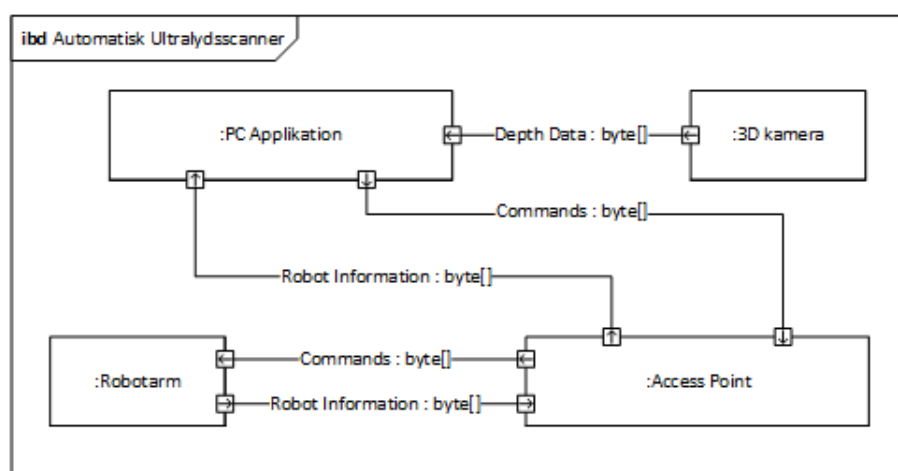 ibd Automatisk Ultralydsscanner
:PC Applikation
Depth Data : byte[]
:3D kamera
Commands : byte[]
Robot Information : byte[]
:Robotarm
Commands : byte[]
Robot Information : byte[]
:Access Point